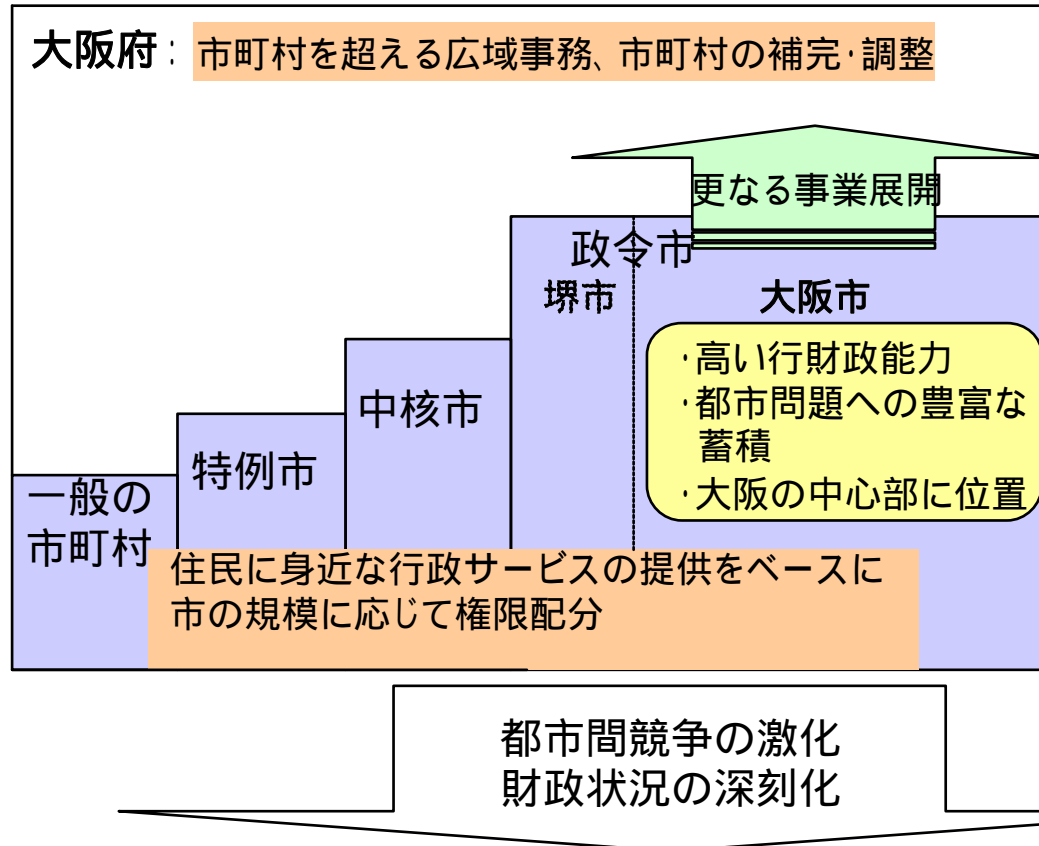 大阪府： 市町村を超える広域事務、市町村の補完・調整
更なる事業展開
政令市
堺市
大阪市
・高い行財政能力
・都市問題への豊富な
蓄積
・大阪の中心部に位置
中核市
特例市
一般の
市町村
住民に身近な行政サービスの提供をベースに
市の規模に応じて権限配分
都市間競争の激化
財政状況の深刻化